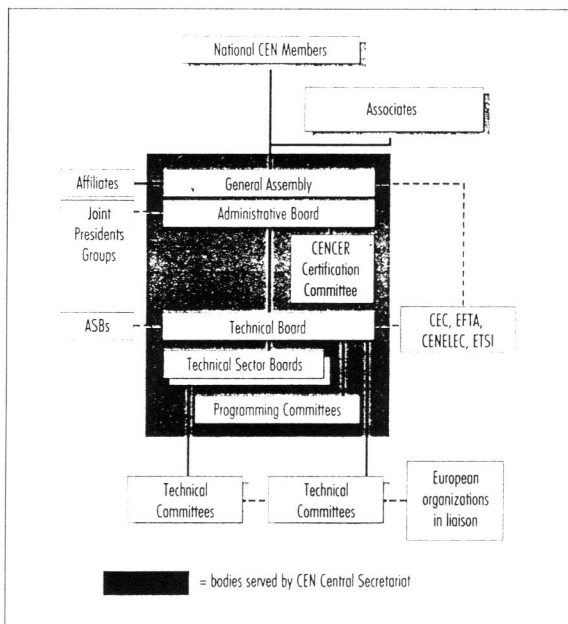 National CEN Members
Associates
Affiliates
General Assembly
Joint
Presidents
Groups
Administrative Board
CENCER
Certification
Committee
ASBs
Technical Board
CEC, EFTA,
CENELEC, ETSI
Technical Sector Boards
Programming Committees
Technical
Committees
Technical
Committees
European
organizations
in liaison
= bodies served by CEN Central Secretariat